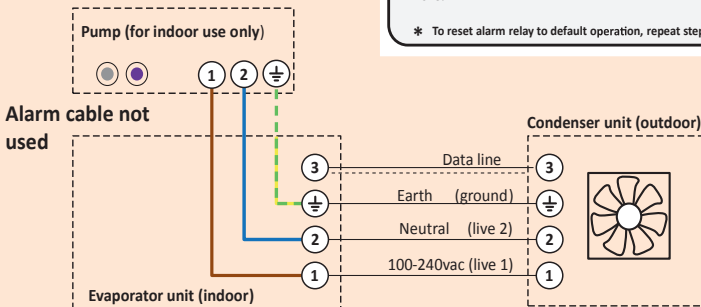 * To reset alarm relay to default operation, repeat step
Pump (for indoor use only)
1 2
Alarm cable not
used
Condenser unit (outdoor)
3 Data line 3
Earth (ground)
2 Neutral (live 2) 2
1 100-240vac (live 1) 1
Evaporator unit (indoor)